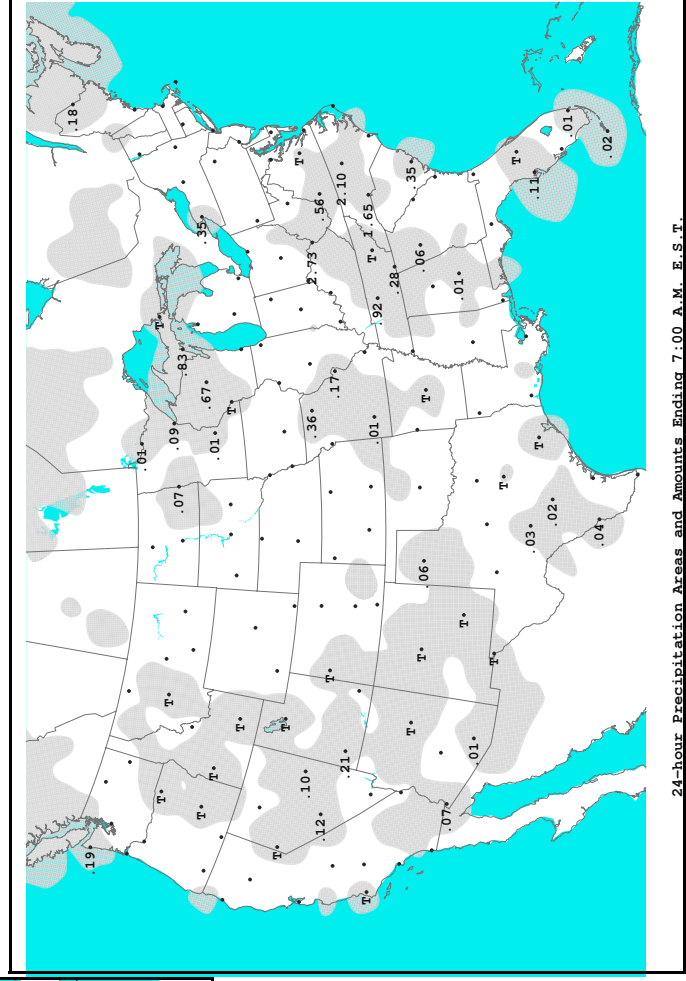 .18
.19
.01
T
T
T
.09
.07
.83
T
.35
.67
T
.01
T
T
T
T
T
.10
.36
2.73
.56
.12
T
.17
2.10
.21
T
1.65
T
.01
.92
.28
T
.35
.06
T
.06
T
.07
.01
T
.01
T
T
T
.03
.11
T
.02
.01
.04
.02
24-hour Precipitation Areas and Amounts Ending 7:00 A.M. E.S.T.